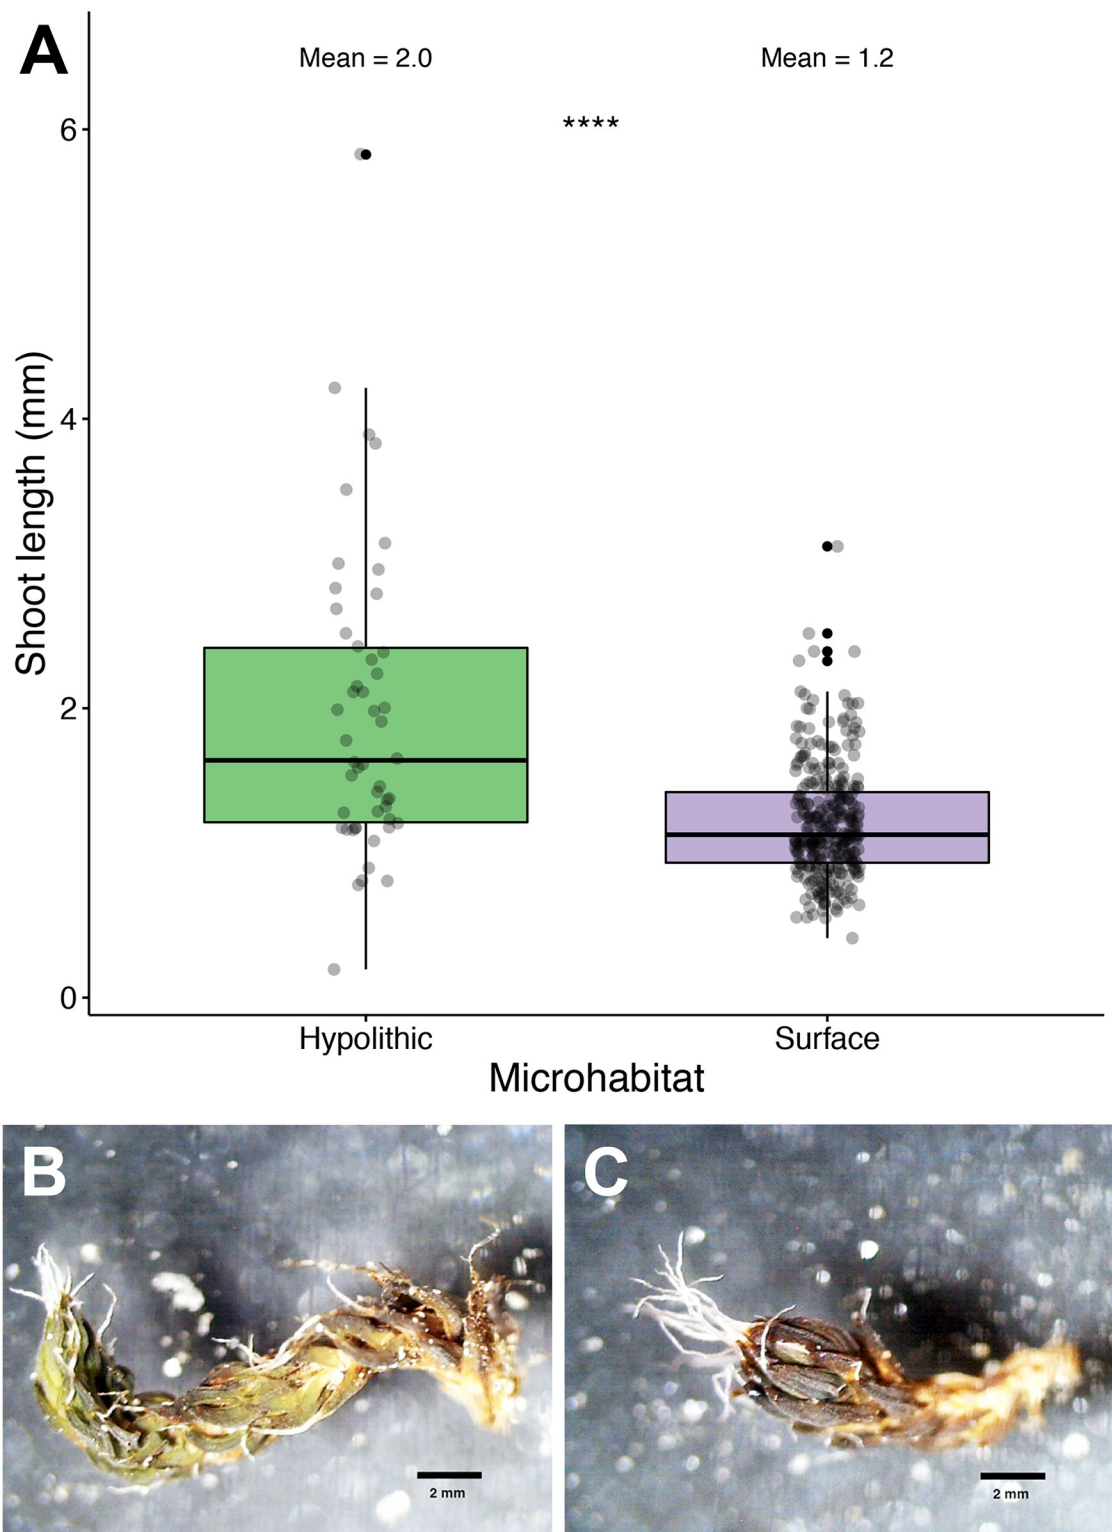 A
Mean = 2.0
Mean = 1.2
****
6
4
2
0
Shoot length (mm)
Hypolithic
Surface
Microhabitat
B
2 mm
C
2 mm